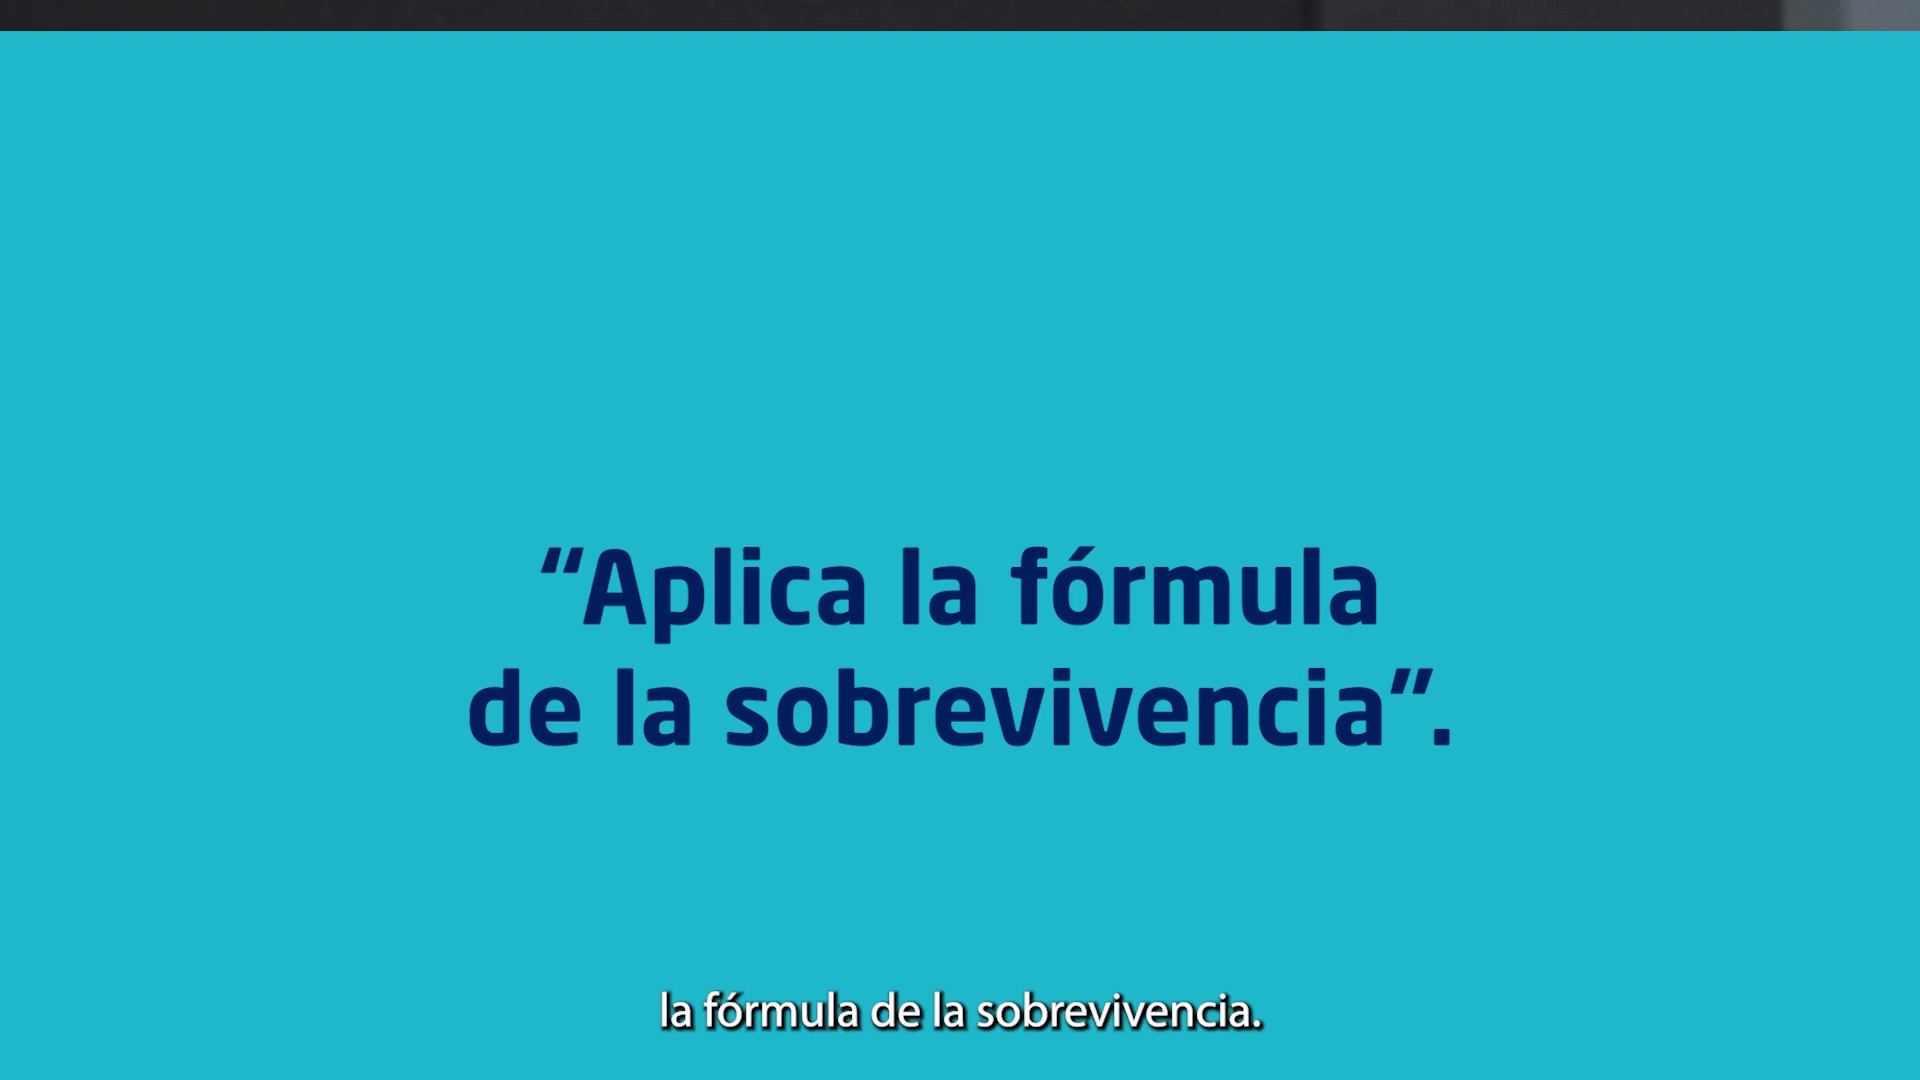 “Aplica la fórmula
de la sobrevivencia”.
la fórmula de la sobrevivencia.